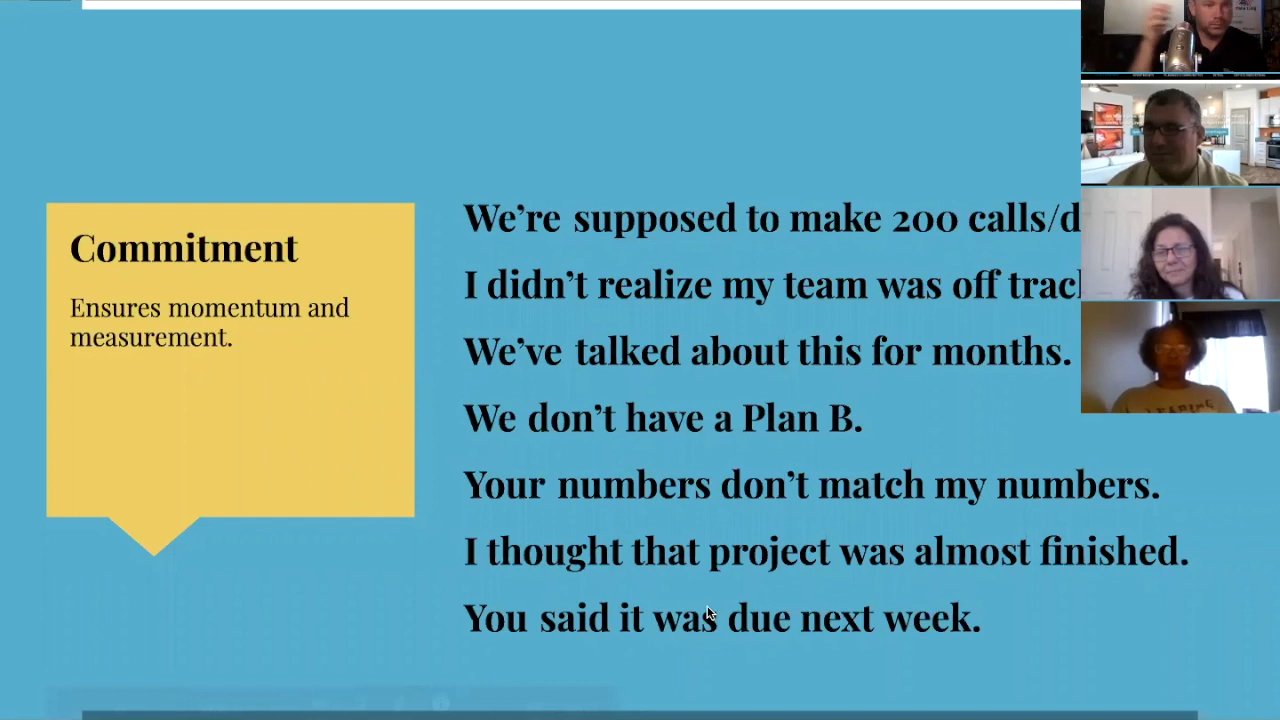 Commitment
Ensures momentum and
measurement.
We're supposed to make 200 calls/d
I didn't realize my team was off trac
We've talked about this for months.
We don't have a Plan B.
Your numbers don't match my numbers.
I thought that project was almost finished.
You said it was due next week.